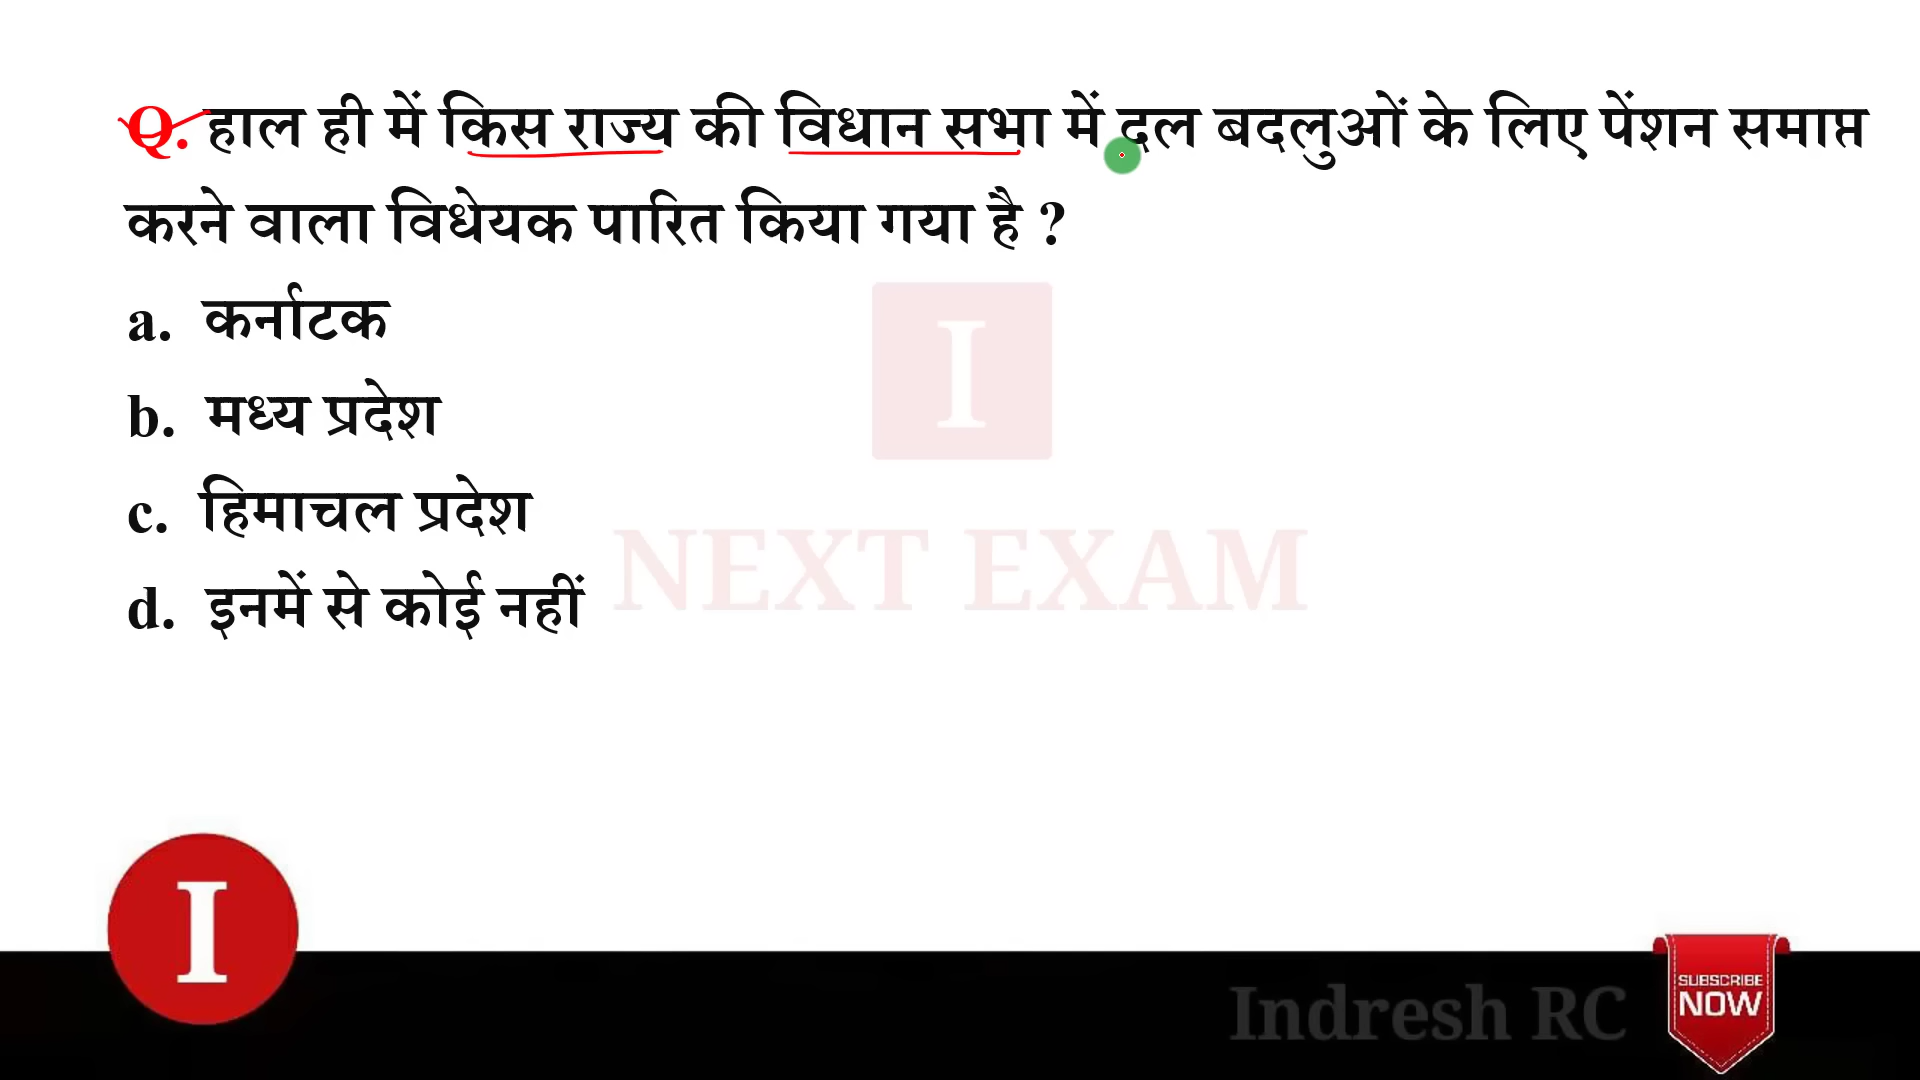 Q. हाल ही में किस राज्य की विधान सभा में दल बदलुओं के लिए पेंशन समाप्त
करने वाला विधेयक पारित किया गया है ?
a. कर्नाटक
b. मध्य प्रदेश
c. हिमाचल प्रदेश
d. इनमें से कोई नहीं
I
NEXT EXAM
I
Indresh RC
SUBSCRIBE
NOW